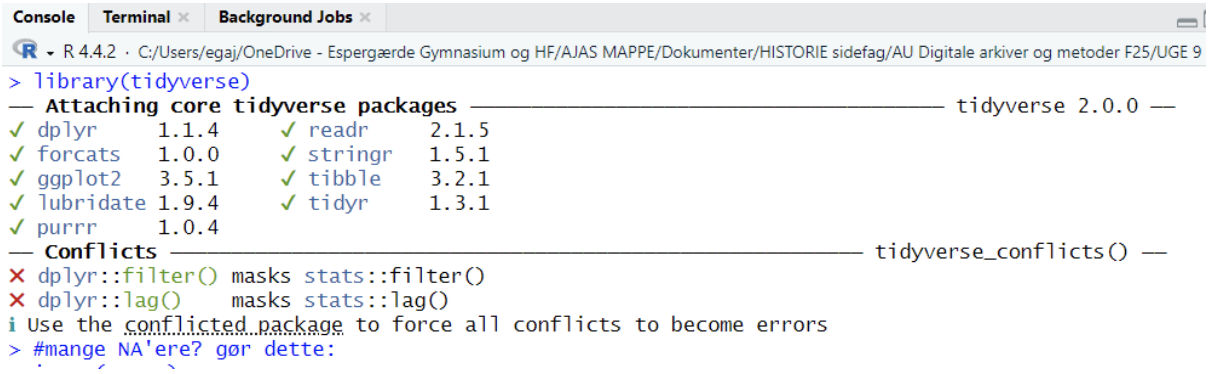 Console Terminal × Background Jobs ×
R 4.4.2 · C:/Users/egaj/OneDrive - Espergærde Gymnasium og HF/AJAS MAPPE/Dokumenter/HISTORIE sidefag/AU Digitale arkiver og metoder F25/UGE 9
> library(tidyverse)
── Attaching core tidyverse packages ──────────────────────────────── tidyverse 2.0.0 ──
✓ dplyr 1.1.4 ✓ readr 2.1.5
✓ forcats 1.0.0 ✓ stringr 1.5.1
✓ ggplot2 3.5.1 ✓ tibble 3.2.1
✓ lubridate 1.9.4 ✓ tidyr 1.3.1
✓ purrr 1.0.4
── Conflicts ──────────────────────────────── tidyverse_conflicts() ──
✕ dplyr::filter() masks stats::filter()
✕ dplyr::lag() masks stats::lag()
ℹ Use the conflicted package to force all conflicts to become errors
> #mange NA'ere? gør dette: